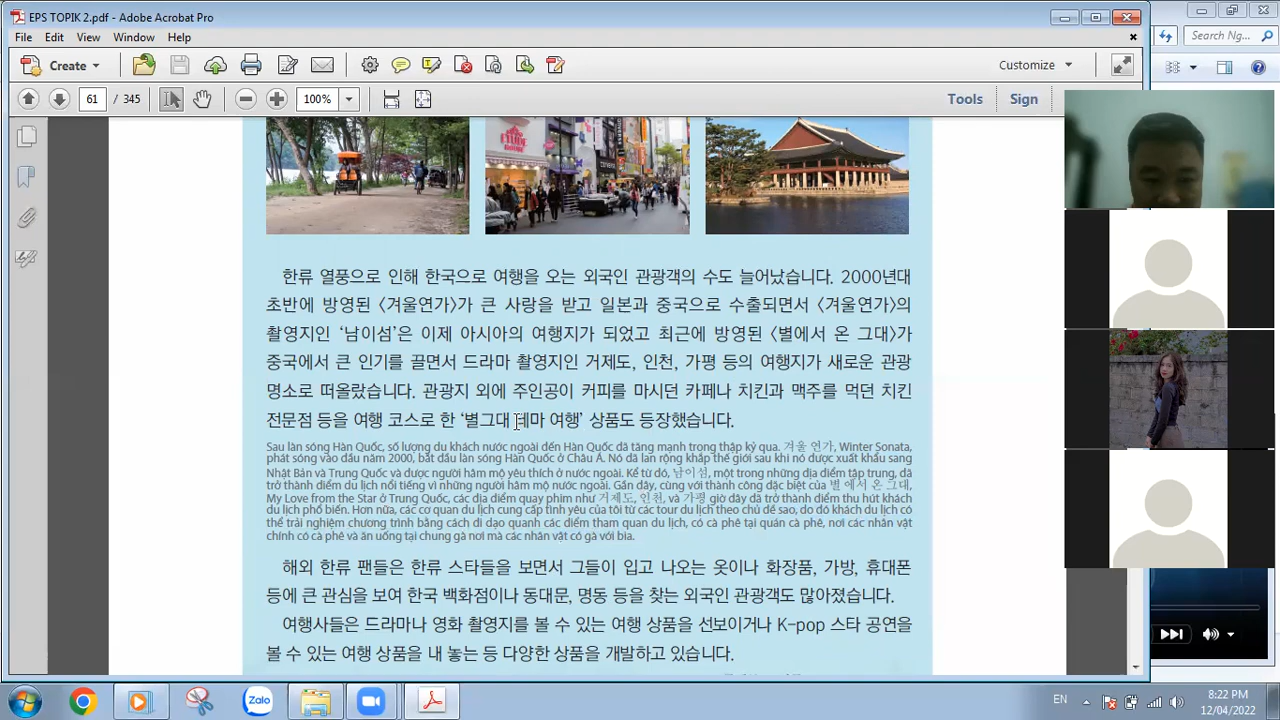 EPS TOPIK 2.pdf - Adobe Acrobat Pro
File Edit View Window Help
Create
Customize
61 / 345
100%
Tools Sign
Search Ng...
ETUDE HOUSE
한류 열풍으로 인해 한국으로 여행을 오는 외국인 관광객의 수도 늘어났습니다. 2000년대
초반에 방영된 〈겨울연가〉가 큰 사랑을 받고 일본과 중국으로 수출되면서 〈겨울연가〉의
촬영지인 ‘남이섬’은 이제 아시아의 여행지가 되었고 최근에 방영된 〈별에서 온 그대〉가
중국에서 큰 인기를 끌면서 드라마 촬영지인 거제도, 인천, 가평 등의 여행지가 새로운 관광
명소로 떠올랐습니다. 관광지 외에 주인공이 커피를 마시던 카페나 치킨과 맥주를 먹던 치킨
전문점 등을 여행 코스로 한 ‘별그대 테마 여행’ 상품도 등장했습니다.
Sau làn sóng Hàn Quốc, số lượng du khách nước ngoài đến Hàn Quốc đã tăng mạnh trong thập kỷ qua. 겨울 연가, Winter Sonata,
phát sóng vào đầu năm 2000, bắt đầu làn sóng Hàn Quốc ở Châu Á. Nó đã lan rộng khắp thế giới sau khi nó được xuất khẩu sang
Nhật Bản và Trung Quốc và được người hâm mộ yêu thích ở nước ngoài. Kể từ đó, 남이섬, một trong những địa điểm tập trung, đã
trở thành điểm du lịch nổi tiếng vì những người hâm mộ nước ngoài. Gần đây, cùng với thành công đặc biệt của 별 에서 온 그대,
My Love from the Star ở Trung Quốc, các địa điểm quay phim như 거제도, 인천, và 가평 giờ đây đã trở thành điểm thu hút khách
du lịch phổ biến. Hơn nữa, các cơ quan du lịch cung cấp tình yêu của tôi từ các tour du lịch theo chủ đề sao, do đó khách du lịch có
thể trải nghiệm chương trình bằng cách đi dạo quanh các điểm tham quan du lịch, có cà phê tại quán cà phê, nơi các nhân vật
chính có cà phê và ăn uống tại chung gà nơi mà các nhân vật có gà với bia.
해외 한류 팬들은 한류 스타들을 보면서 그들이 입고 나오는 옷이나 화장품, 가방, 휴대폰
등에 큰 관심을 보여 한국 백화점이나 동대문, 명동 등을 찾는 외국인 관광객도 많아졌습니다.
여행사들은 드라마나 영화 촬영지를 볼 수 있는 여행 상품을 선보이거나 K-pop 스타 공연을
볼 수 있는 여행 상품을 내 놓는 등 다양한 상품을 개발하고 있습니다.
Zalo
EN
8:22 PM
12/04/2022